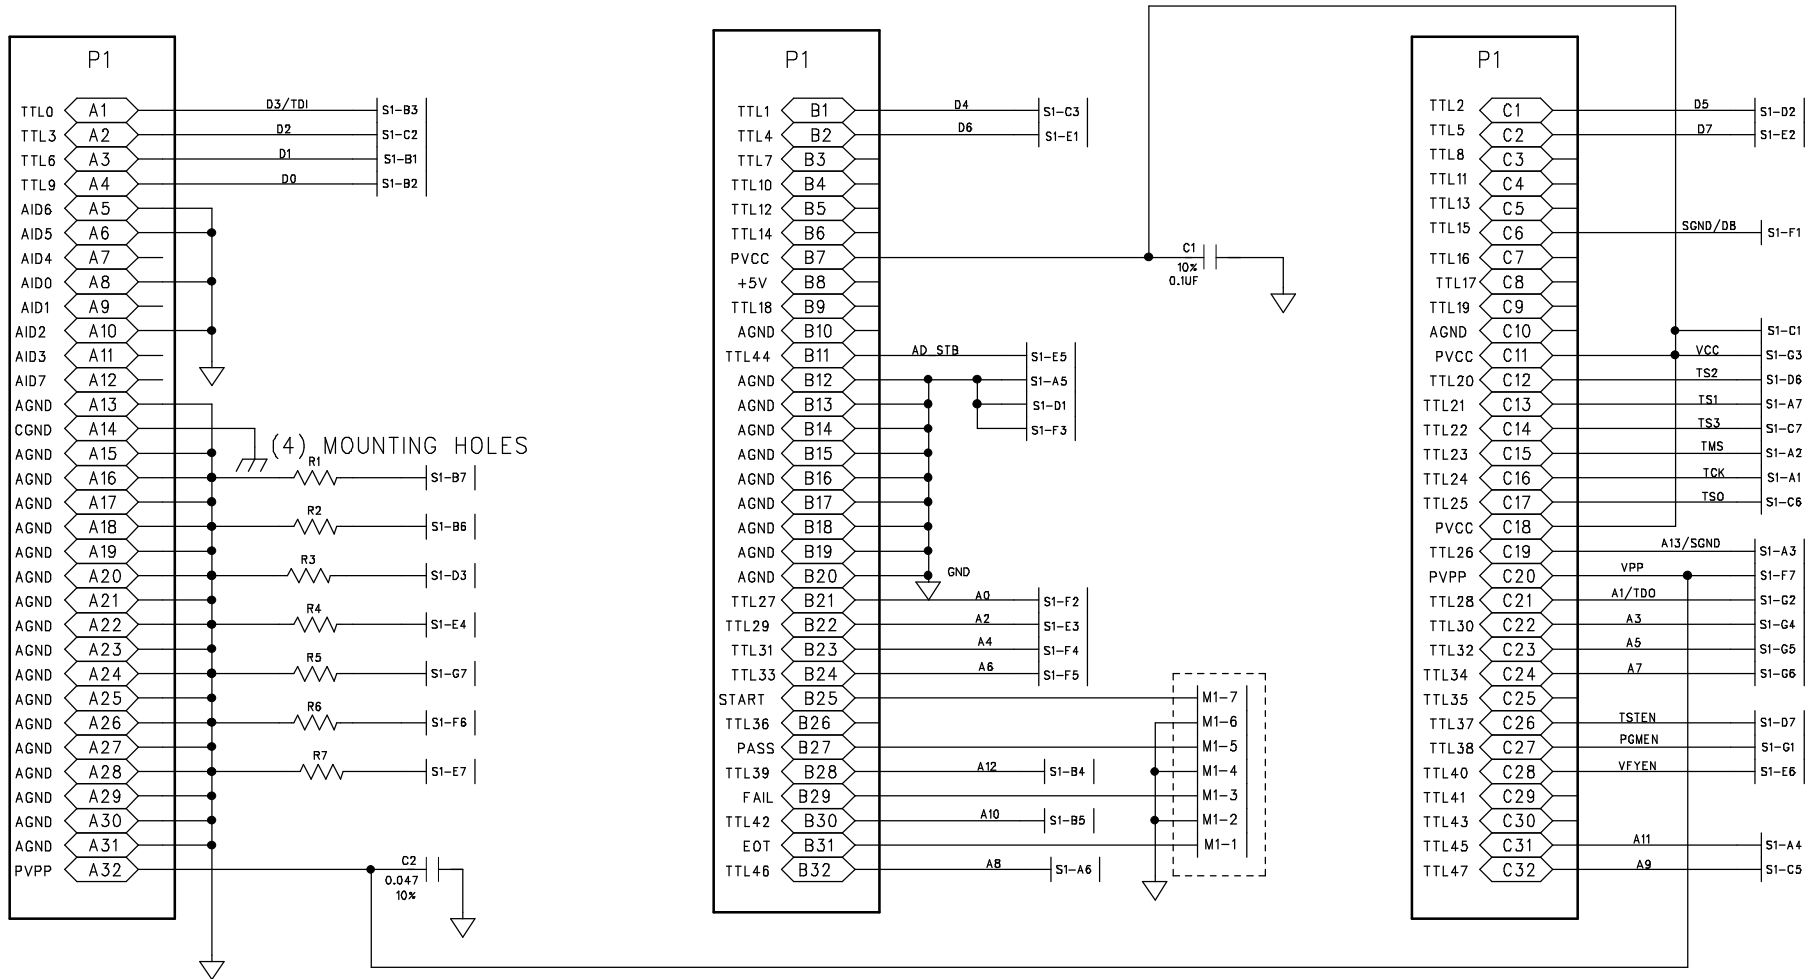 P1
TTL0 A1 D3/TDI S1-B3
TTL3 A2 D2 S1-C2
TTL6 A3 D1 S1-B1
TTL9 A4 D0 S1-B2
AID6 A5
AID5 A6
AID4 A7
AID0 A8
AID1 A9
AID2 A10
AID3 A11
AID7 A12
AGND A13
CGND A14 (4) MOUNTING HOLES
AGND A15
AGND A16 R1 S1-B7
AGND A17
AGND A18 R2 S1-B6
AGND A19
AGND A20 R3 S1-D3
AGND A21
AGND A22 R4 S1-E4
AGND A23
AGND A24 R5 S1-G7
AGND A25
AGND A26 R6 S1-F6
AGND A27
AGND A28 R7 S1-E7
AGND A29
AGND A30
AGND A31
PVPP A32 C2
0.047
10%
P1
TTL1 B1 D4 S1-C3
TTL4 B2 D6 S1-E1
TTL7 B3
TTL10 B4
TTL12 B5
TTL14 B6
PVCC B7 C1
10%
0.1UF
+5V B8
TTL18 B9
AGND B10
TTL44 B11 AD STB S1-E5
AGND B12 S1-A5
AGND B13 S1-D1
AGND B14 S1-F3
AGND B15
AGND B16
AGND B17
AGND B18
AGND B19
AGND B20 GND
TTL27 B21 A0 S1-F2
TTL29 B22 A2 S1-E3
TTL31 B23 A4 S1-F4
TTL33 B24 A6 S1-F5
START B25 M1-7
TTL36 B26 M1-6
PASS B27 M1-5
TTL39 B28 A12 S1-B4 M1-4
FAIL B29 M1-3
TTL42 B30 A10 S1-B5 M1-2
EOT B31 M1-1
TTL46 B32 A8 S1-A6
P1
TTL2 C1 D5 S1-D2
TTL5 C2 D7 S1-E2
TTL8 C3
TTL11 C4
TTL13 C5
TTL15 C6 SGND/DB S1-F1
TTL16 C7
TTL17 C8
TTL19 C9
AGND C10 S1-C1
PVCC C11 VCC S1-G3
TTL20 C12 TS2 S1-D6
TTL21 C13 TS1 S1-A7
TTL22 C14 TS3 S1-C7
TTL23 C15 TMS S1-A2
TTL24 C16 TCK S1-A1
TTL25 C17 TS0 S1-C6
PVCC C18
TTL26 C19 A13/SGND S1-A3
PVPP C20 VPP S1-F7
TTL28 C21 A1/TDO S1-G2
TTL30 C22 A3 S1-G4
TTL32 C23 A5 S1-G5
TTL34 C24 A7 S1-G6
TTL35 C25
TTL37 C26 TSTEN S1-D7
TTL38 C27 PGMEN S1-G1
TTL40 C28 VFYEN S1-E6
TTL41 C29
TTL43 C30
TTL45 C31 A11 S1-A4
TTL47 C32 A9 S1-C5